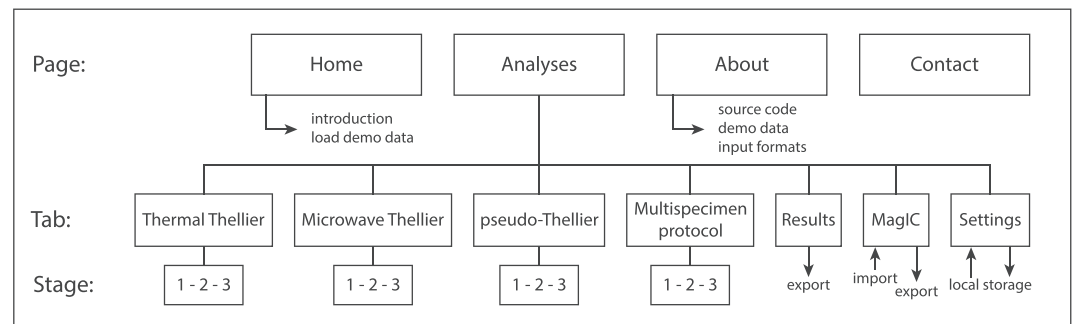 Page:
Home
Analyses
About
Contact
introduction
load demo data
source code
demo data
input formats
Tab:
Thermal Thellier
Microwave Thellier
pseudo-Thellier
Multispecimen
protocol
Results
MagIC
Settings
Stage:
1 - 2 - 3
1 - 2 - 3
1 - 2 - 3
1 - 2 - 3
export
import
export
local storage